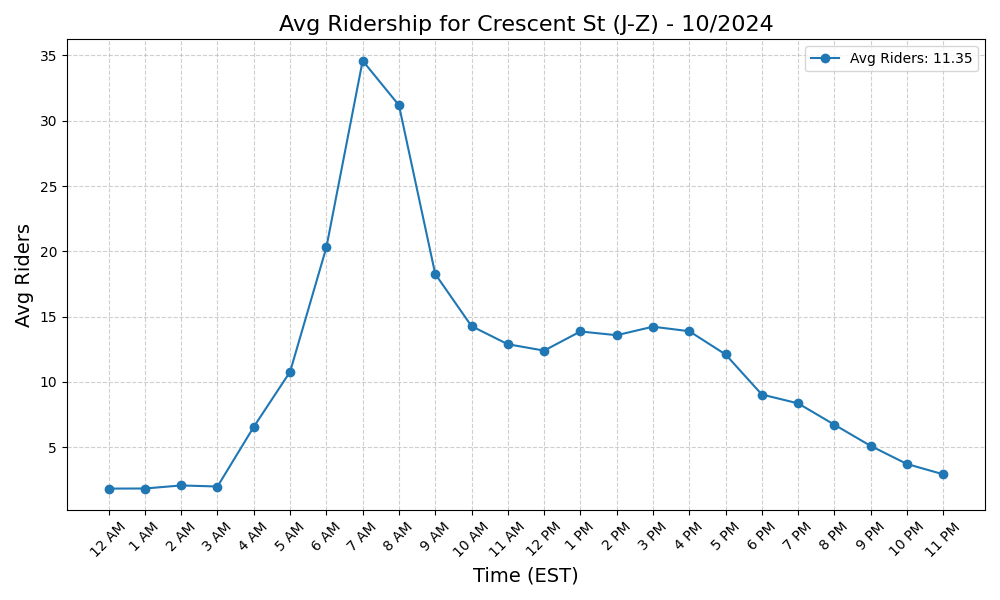 Avg Ridership for Crescent St (J-Z) - 10/2024
Avg Riders: 11.35
Avg Riders
35
30
25
20
15
10
5
12 AM
1 AM
2 AM
3 AM
4 AM
5 AM
6 AM
7 AM
8 AM
9 AM
10 AM
11 AM
12 PM
1 PM
2 PM
3 PM
4 PM
5 PM
6 PM
7 PM
8 PM
9 PM
10 PM
11 PM
Time (EST)